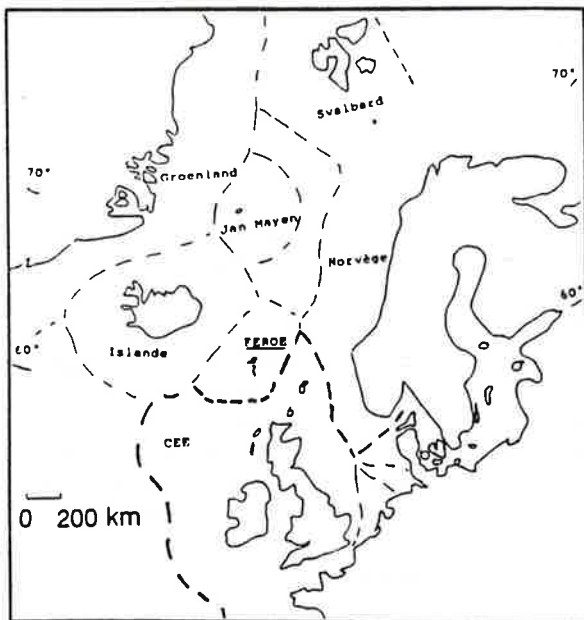 70°
Svalbard
70°
Groenland
Jan Mayen
Norvège
60°
FEROE
60°
Islande
CEE
0 200 km